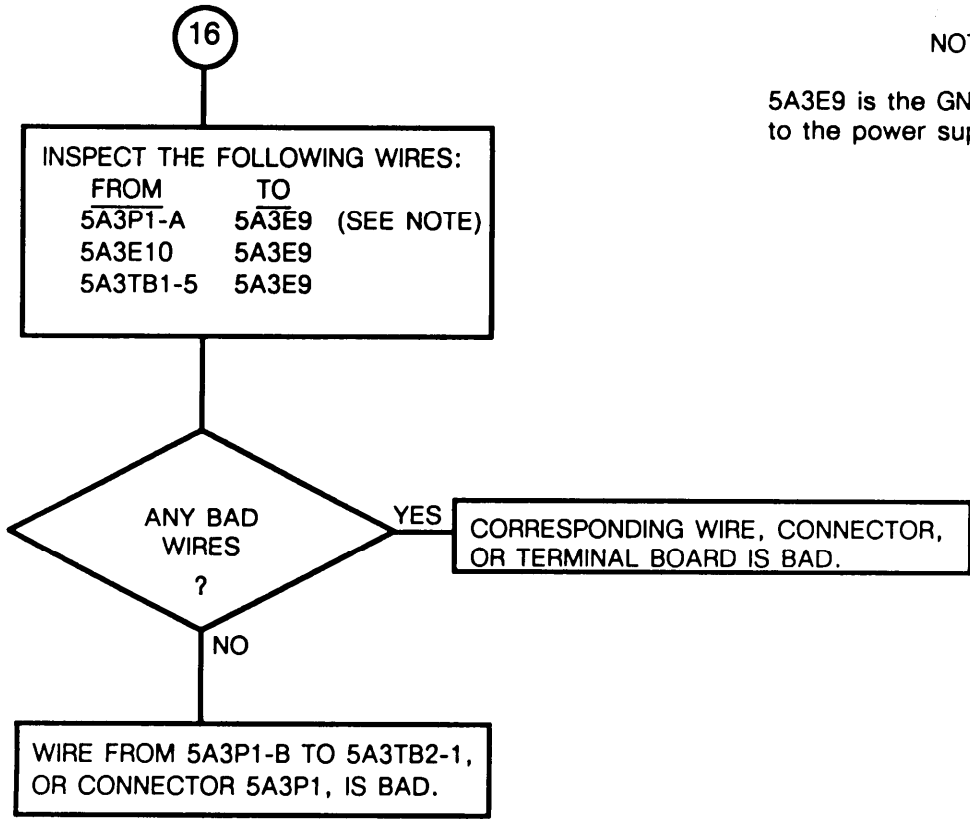 16
NOT
5A3E9 is the GN
to the power sup
INSPECT THE FOLLOWING WIRES:
FROM TO
5A3P1-A 5A3E9 (SEE NOTE)
5A3E10 5A3E9
5A3TB1-5 5A3E9
ANY BAD
WIRES
?
YES
CORRESPONDING WIRE, CONNECTOR,
OR TERMINAL BOARD IS BAD.
NO
WIRE FROM 5A3P1-B TO 5A3TB2-1,
OR CONNECTOR 5A3P1, IS BAD.